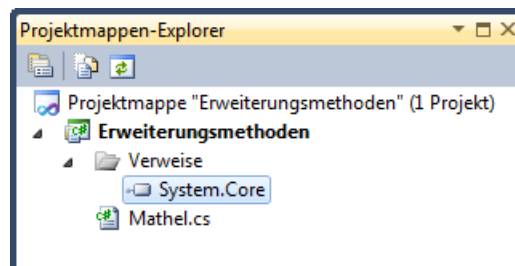 Projektmappen-Explorer
Projektmappe "Erweiterungsmethoden" (1 Projekt)
Erweiterungsmethoden
Verweise
System.Core
Mathel.cs